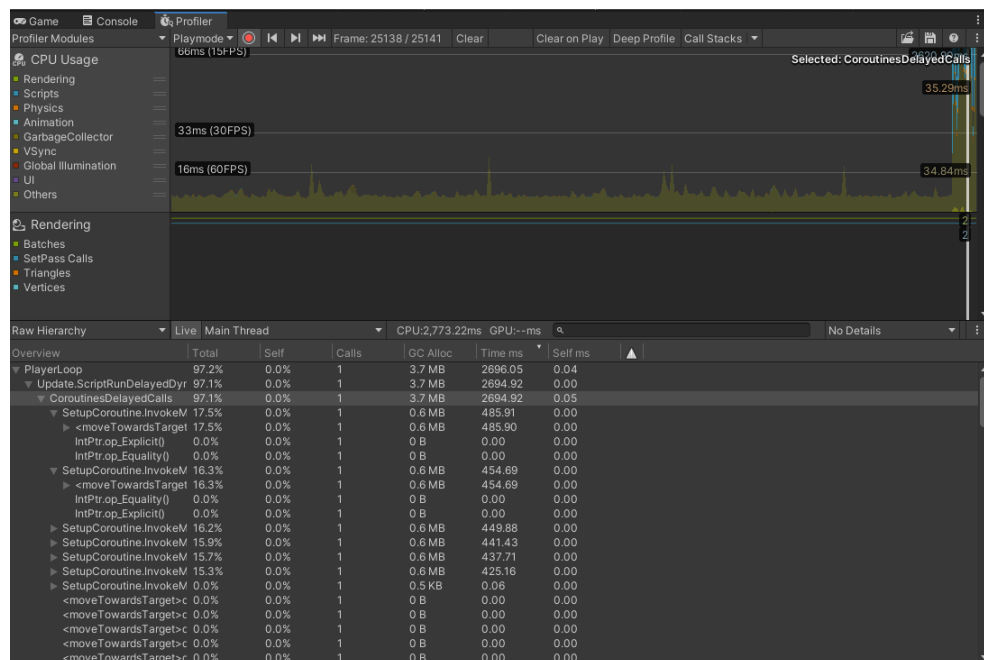 Game Console Profiler
Profiler Modules Playmode Frame: 25138 / 25141 Clear Clear on Play Deep Profile Call Stacks
CPU Usage
Rendering
Scripts
Physics
Animation
GarbageCollector
VSync
Global Illumination
UI
Others
66ms (15FPS)
33ms (30FPS)
16ms (60FPS)
Selected: CoroutinesDelayedCalls
35.29ms
34.84ms
Rendering
Batches
SetPass Calls
Triangles
Vertices
2
2
Raw Hierarchy Live Main Thread CPU:2,773.22ms GPU:--ms No Details
Overview Total Self Calls GC Alloc Time ms Self ms
PlayerLoop 97.2% 0.0% 1 3.7 MB 2696.05 0.04
Update.ScriptRunDelayedDyr 97.1% 0.0% 1 3.7 MB 2694.92 0.00
CoroutinesDelayedCalls 97.1% 0.0% 1 3.7 MB 2694.92 0.05
SetupCoroutine.InvokeM 17.5% 0.0% 1 0.6 MB 485.91 0.00
<moveTowardsTarget 17.5% 0.0% 1 0.6 MB 485.90 0.00
IntPtr.op_Explicit() 0.0% 0.0% 1 0 B 0.00 0.00
IntPtr.op_Equality() 0.0% 0.0% 1 0 B 0.00 0.00
SetupCoroutine.InvokeM 16.3% 0.0% 1 0.6 MB 454.69 0.00
<moveTowardsTarget 16.3% 0.0% 1 0.6 MB 454.69 0.00
IntPtr.op_Equality() 0.0% 0.0% 1 0 B 0.00 0.00
IntPtr.op_Explicit() 0.0% 0.0% 1 0 B 0.00 0.00
SetupCoroutine.InvokeM 16.2% 0.0% 1 0.6 MB 449.88 0.00
SetupCoroutine.InvokeM 15.9% 0.0% 1 0.6 MB 441.43 0.00
SetupCoroutine.InvokeM 15.7% 0.0% 1 0.6 MB 437.71 0.00
SetupCoroutine.InvokeM 15.3% 0.0% 1 0.6 MB 425.16 0.00
SetupCoroutine.InvokeM 0.0% 0.0% 1 0.5 KB 0.06 0.00
<moveTowardsTarget>c 0.0% 0.0% 1 0 B 0.00 0.00
<moveTowardsTarget>c 0.0% 0.0% 1 0 B 0.00 0.00
<moveTowardsTarget>c 0.0% 0.0% 1 0 B 0.00 0.00
<moveTowardsTarget>c 0.0% 0.0% 1 0 B 0.00 0.00
<moveTowardsTarget>c 0.0% 0.0% 1 0 B 0.00 0.00